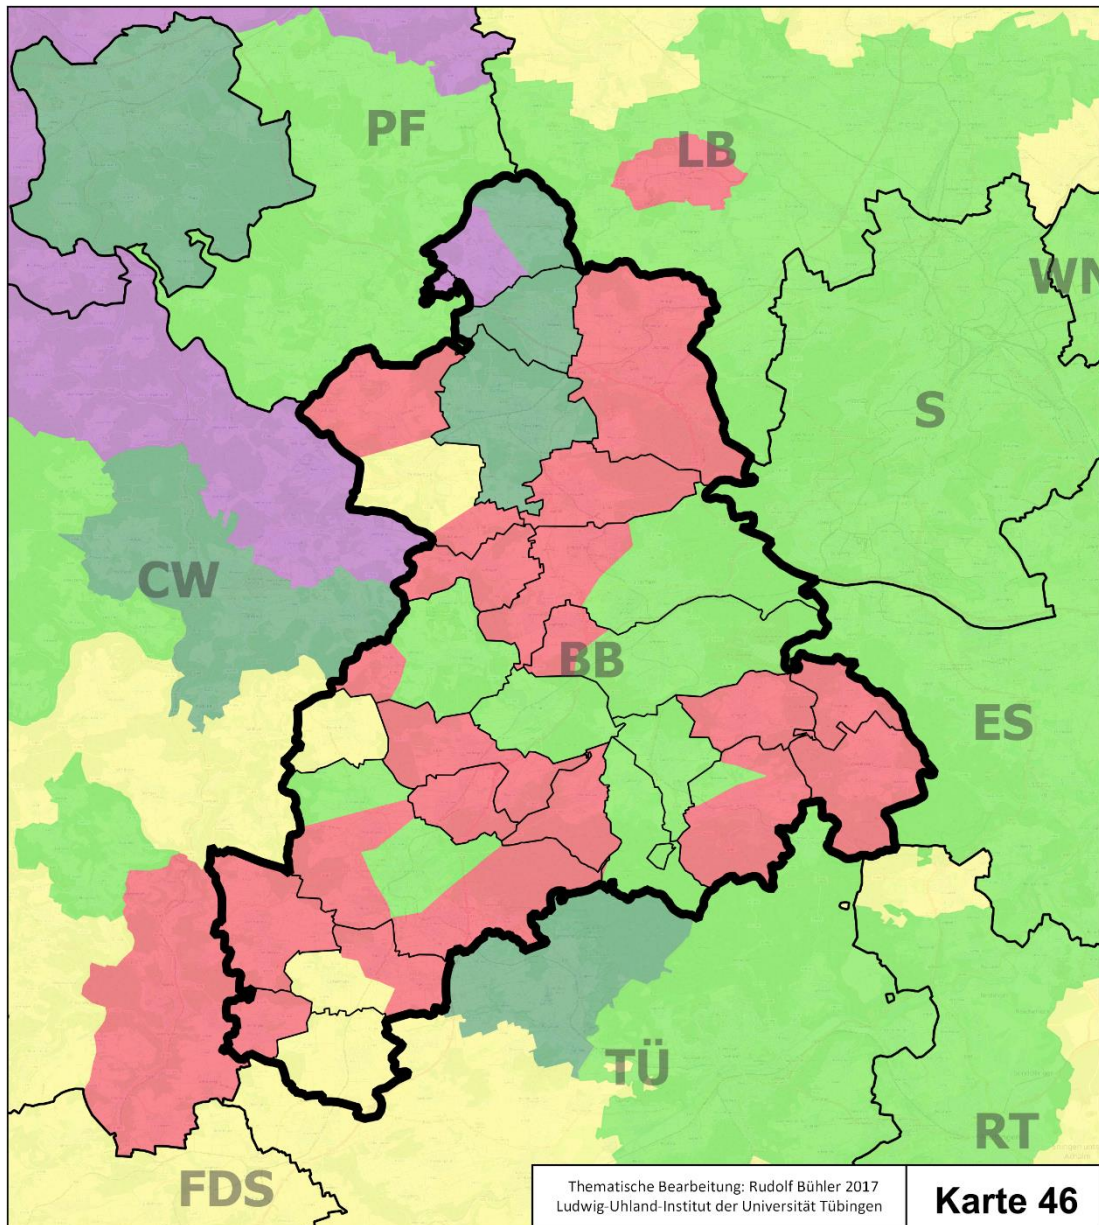 PF
LB
WN
S
CW
BB
ES
TÜ
RT
FDS
Thematische Bearbeitung: Rudolf Bühler 2017
Ludwig-Uhland-Institut der Universität Tübingen
Karte 46